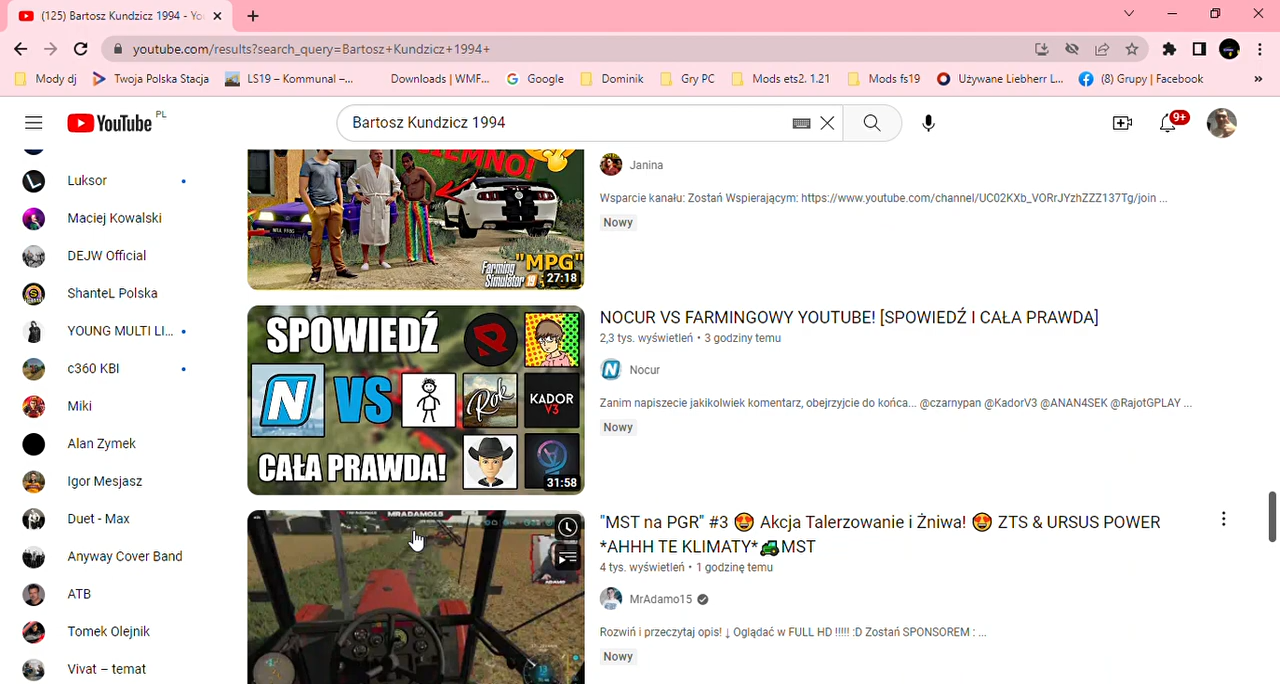 (125) Bartosz Kundzicz 1994 - Yo
youtube.com/results?search_query=Bartosz+Kundzicz+1994+
Mody dj
Twoja Polska Stacja
LS19 – Kommunal –...
Downloads | WMF...
Google
Dominik
Gry PC
Mods ets2. 1.21
Mods fs19
Używane Liebherr L...
(8) Grupy | Facebook
»
YouTube PL
Bartosz Kundzicz 1994
9+
Luksor
Maciej Kowalski
DEJW Official
ShanteL Polska
YOUNG MULTI LI...
c360 KBI
Miki
Alan Zymek
Igor Mesjasz
Duet - Max
Anyway Cover Band
ATB
Tomek Olejnik
Vivat – temat
"MPG"
Farming Simulator 19
27:18
Janina
Wsparcie kanału: Zostań Wspierającym: https://www.youtube.com/channel/UC02KXb_VORrJYzhZZZ137Tg/join ...
Nowy
SPOWIEDŹ
N VS
Rok
KADOR
V3
CAŁA PRAWDA!
31:58
NOCUR VS FARMINGOWY YOUTUBE! [SPOWIEDŹ I CAŁA PRAWDA]
2,3 tys. wyświetleń • 3 godziny temu
Nocur
Zanim napiszecie jakikolwiek komentarz, obejrzyjcie do końca... @czarnypan @KadorV3 @ANAN4SEK @RajotGPLAY ...
Nowy
MRADAMO15
"MST na PGR" #3 🤩 Akcja Talerzowanie i Żniwa! 🤩 ZTS & URSUS POWER
*AHHH TE KLIMATY*🚜MST
4 tys. wyświetleń • 1 godzinę temu
MrAdamo15
Rozwiń i przeczytaj opis! ↓ Oglądać w FULL HD !!!!! :D Zostań SPONSOREM : ...
Nowy